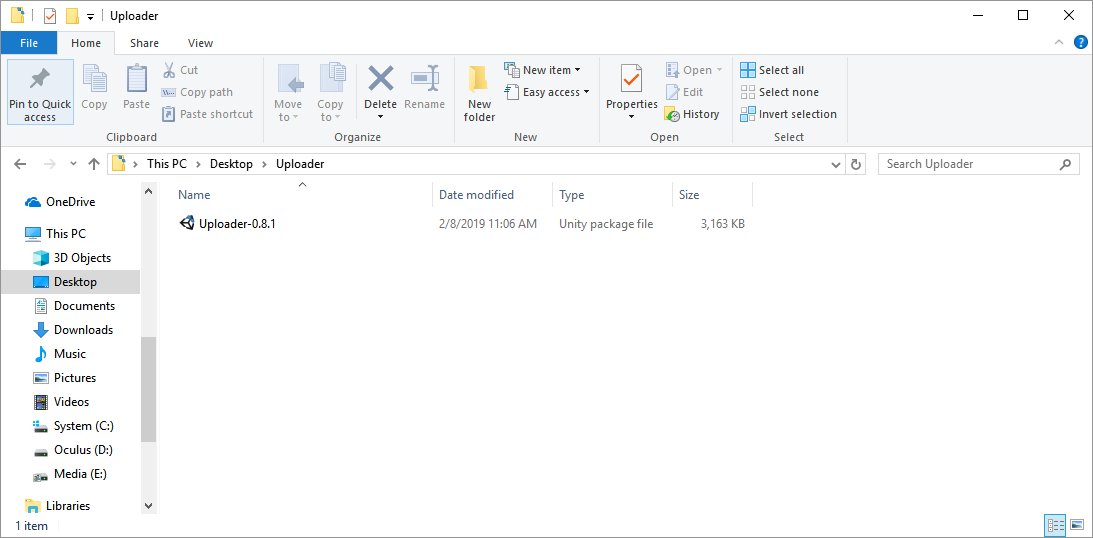 Uploader
File Home Share View
Pin to Quick access
Copy
Paste
Cut
Copy path
Paste shortcut
Clipboard
Move to
Copy to
Delete
Rename
Organize
New folder
New item
Easy access
New
Properties
Open
Edit
History
Open
Select all
Select none
Invert selection
Select
This PC Desktop Uploader
Search Uploader
Name Date modified Type Size
Uploader-0.8.1 2/8/2019 11:06 AM Unity package file 3,163 KB
OneDrive
This PC
3D Objects
Desktop
Documents
Downloads
Music
Pictures
Videos
System (C:)
Oculus (D:)
Media (E:)
Libraries
1 item